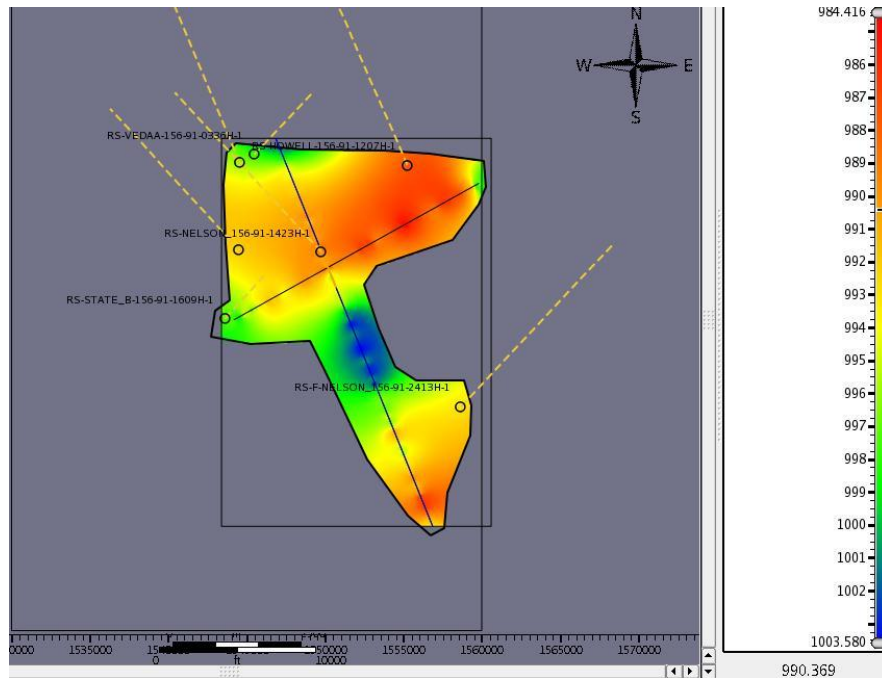 984.416
N
W E
S
986
987
RS-VEDAA-156-91-0336H-1
988
RS-HOWELL-156-91-1207H-1
989
990
991
RS-NELSON_156-91-1423H-1
992
993
RS-STATE_B-156-91-1609H-1
994
995
996
RS-F-NELSON_156-91-2413H-1
997
998
999
1000
1001
1002
1003.580
1535000 1550000 1555000 1560000 1565000 1570000
0 ft 10000
990.369